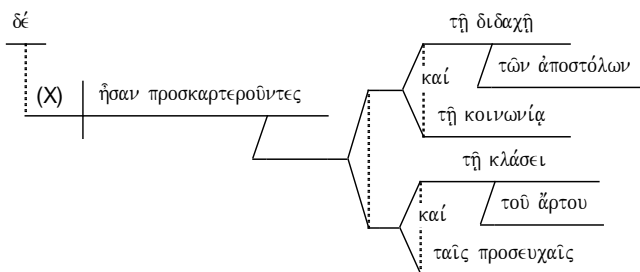 δέ
(X) ἦσαν προσκαρτεροῦντες
τῇ διδαχῇ
τῶν ἀποστόλων
καί
τῇ κοινωνίᾳ
τῇ κλάσει
τοῦ ἄρτου
καί
ταῖς προσευχαῖς